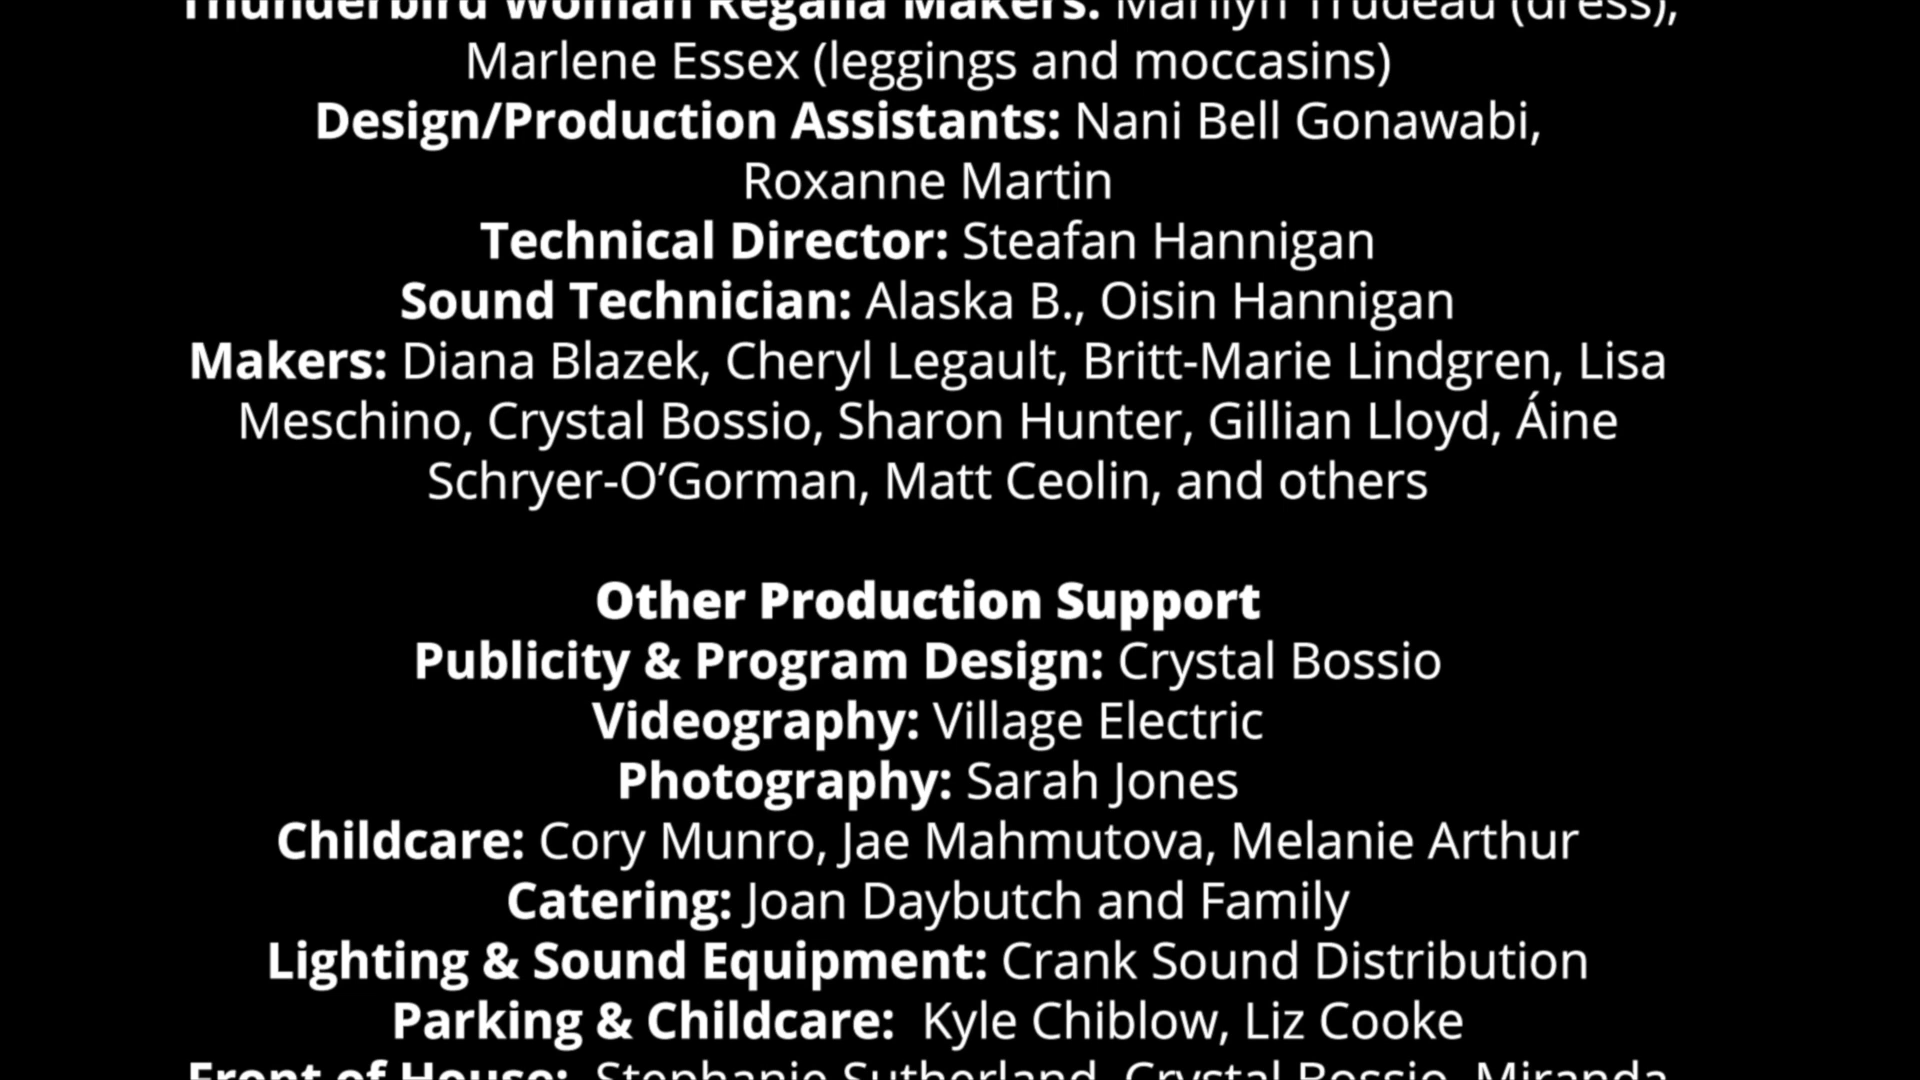 Thunderbird Woman Regalia Makers: Marilyn Trudeau (dress),
Marlene Essex (leggings and moccasins)
Design/Production Assistants: Nani Bell Gonawabi,
Roxanne Martin
Technical Director: Steafan Hannigan
Sound Technician: Alaska B., Oisin Hannigan
Makers: Diana Blazek, Cheryl Legault, Britt-Marie Lindgren, Lisa
Meschino, Crystal Bossio, Sharon Hunter, Gillian Lloyd, Áine
Schryer-O’Gorman, Matt Ceolin, and others
Other Production Support
Publicity & Program Design: Crystal Bossio
Videography: Village Electric
Photography: Sarah Jones
Childcare: Cory Munro, Jae Mahmutova, Melanie Arthur
Catering: Joan Daybutch and Family
Lighting & Sound Equipment: Crank Sound Distribution
Parking & Childcare: Kyle Chiblow, Liz Cooke
Front of House: Stephanie Sutherland, Crystal Bossio, Miranda